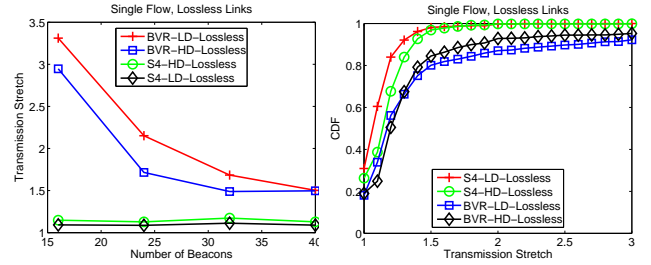 Single Flow, Lossless Links
Transmission Stretch
3.5
3
2.5
2
1.5
1
BVR-LD-Lossless
BVR-HD-Lossless
S4-HD-Lossless
S4-LD-Lossless
15
20
25
30
35
40
Number of Beacons
Single Flow, Lossless Links
CDF
1
0.8
0.6
0.4
0.2
0
S4-LD-Lossless
S4-HD-Lossless
BVR-LD-Lossless
BVR-HD-Lossless
1
1.5
2
2.5
3
Transmission Stretch